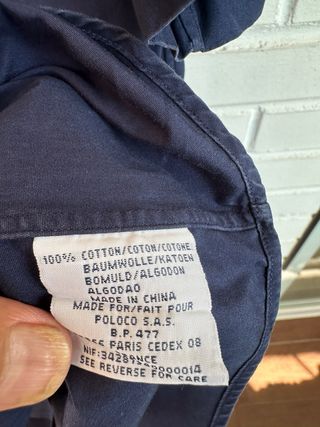 100% COTTON/COTON/COTONE
BAUMWOLLE/KATOEN
BOMULD/ALGODON
ALGODAO
MADE IN CHINA
MADE FOR/FAIT POUR
POLOCO S.A.S.
B.P. 477
PARIS CEDEX 08
SEE REVERSE FOR CARE